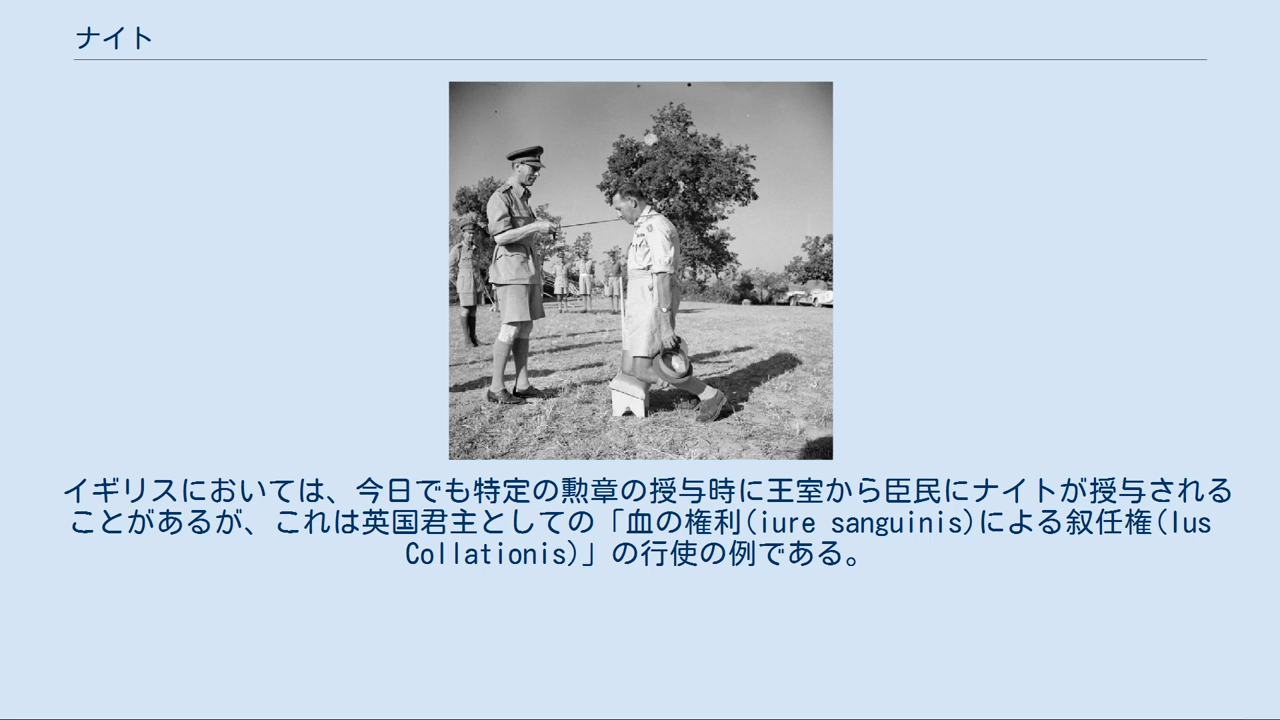 ナイト
イギリスにおいては、今日でも特定の勲章の授与時に王室から臣民にナイトが授与される
ことがあるが、これは英国君主としての「血の権利(iure sanguinis)による叙任権(Ius
Collationis)」の行使の例である。